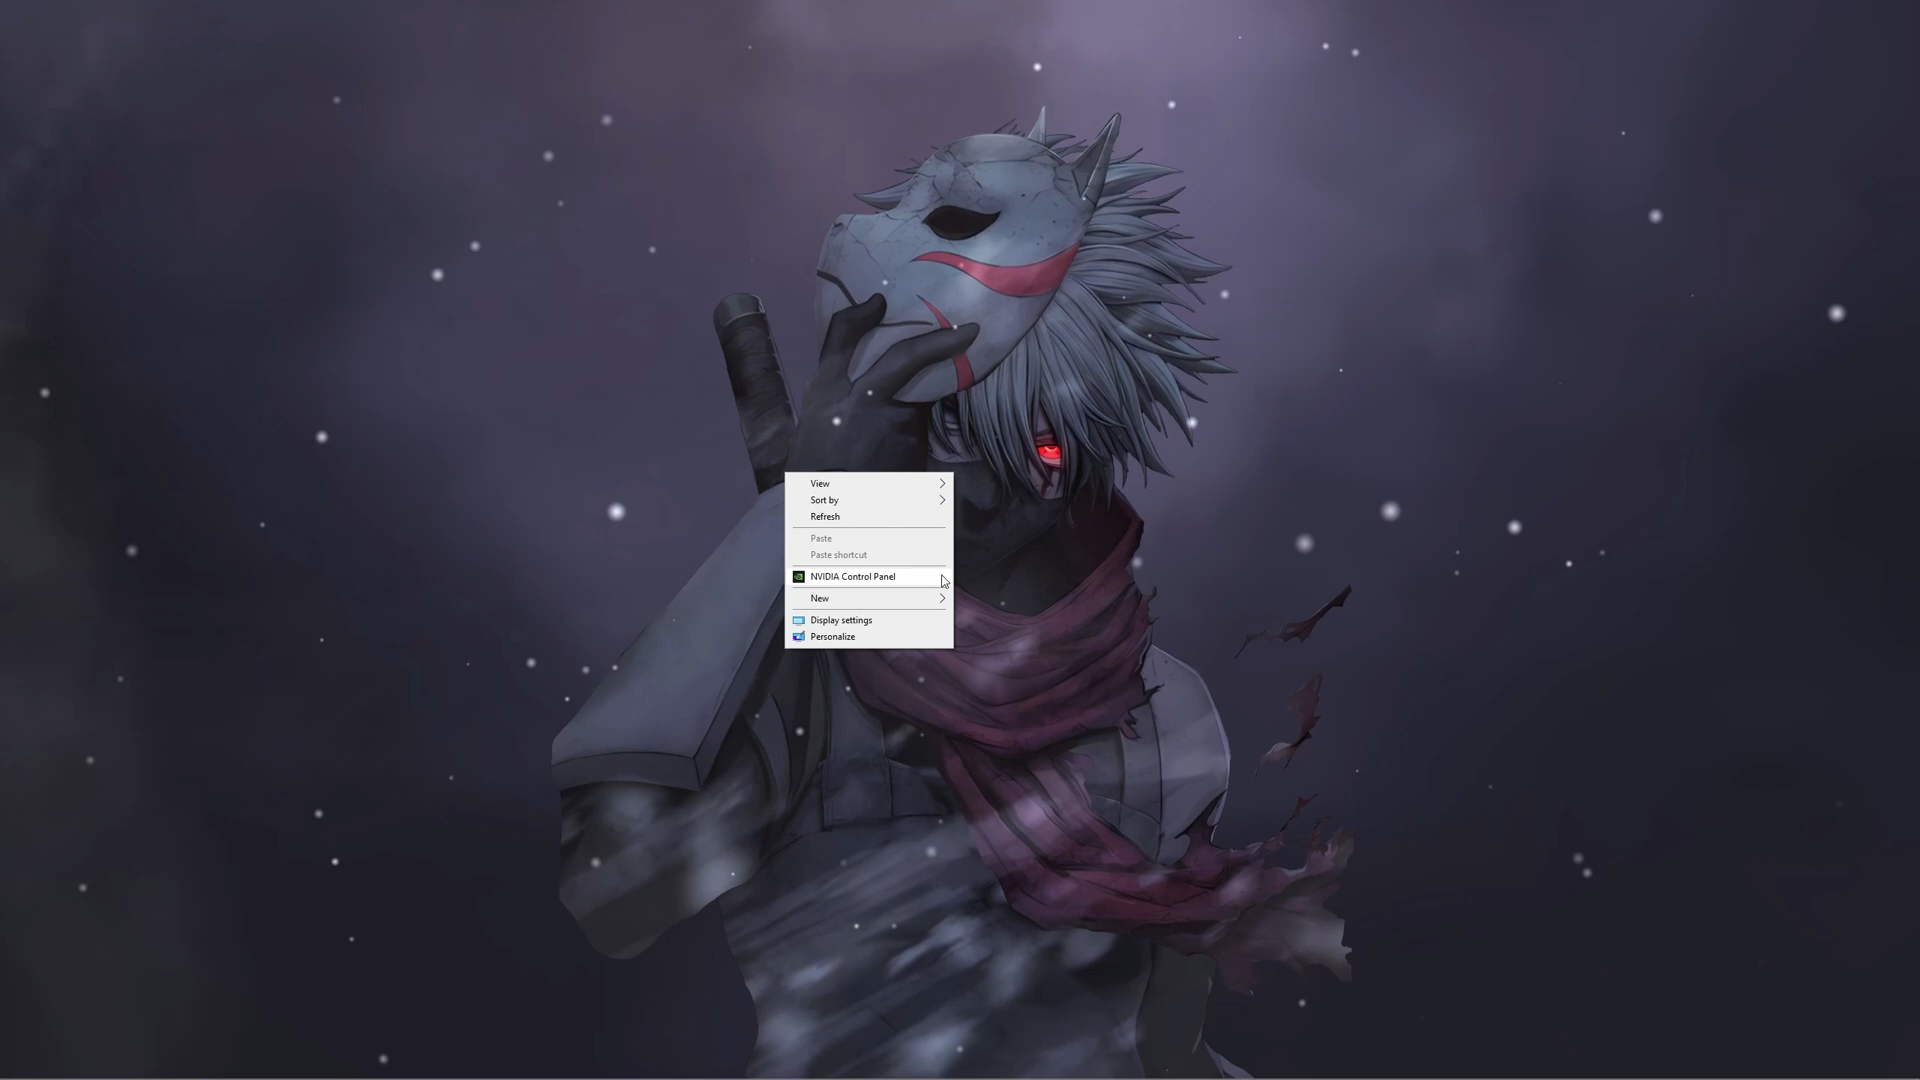 View
Sort by
Refresh
Paste
Paste shortcut
NVIDIA Control Panel
New
Display settings
Personalize